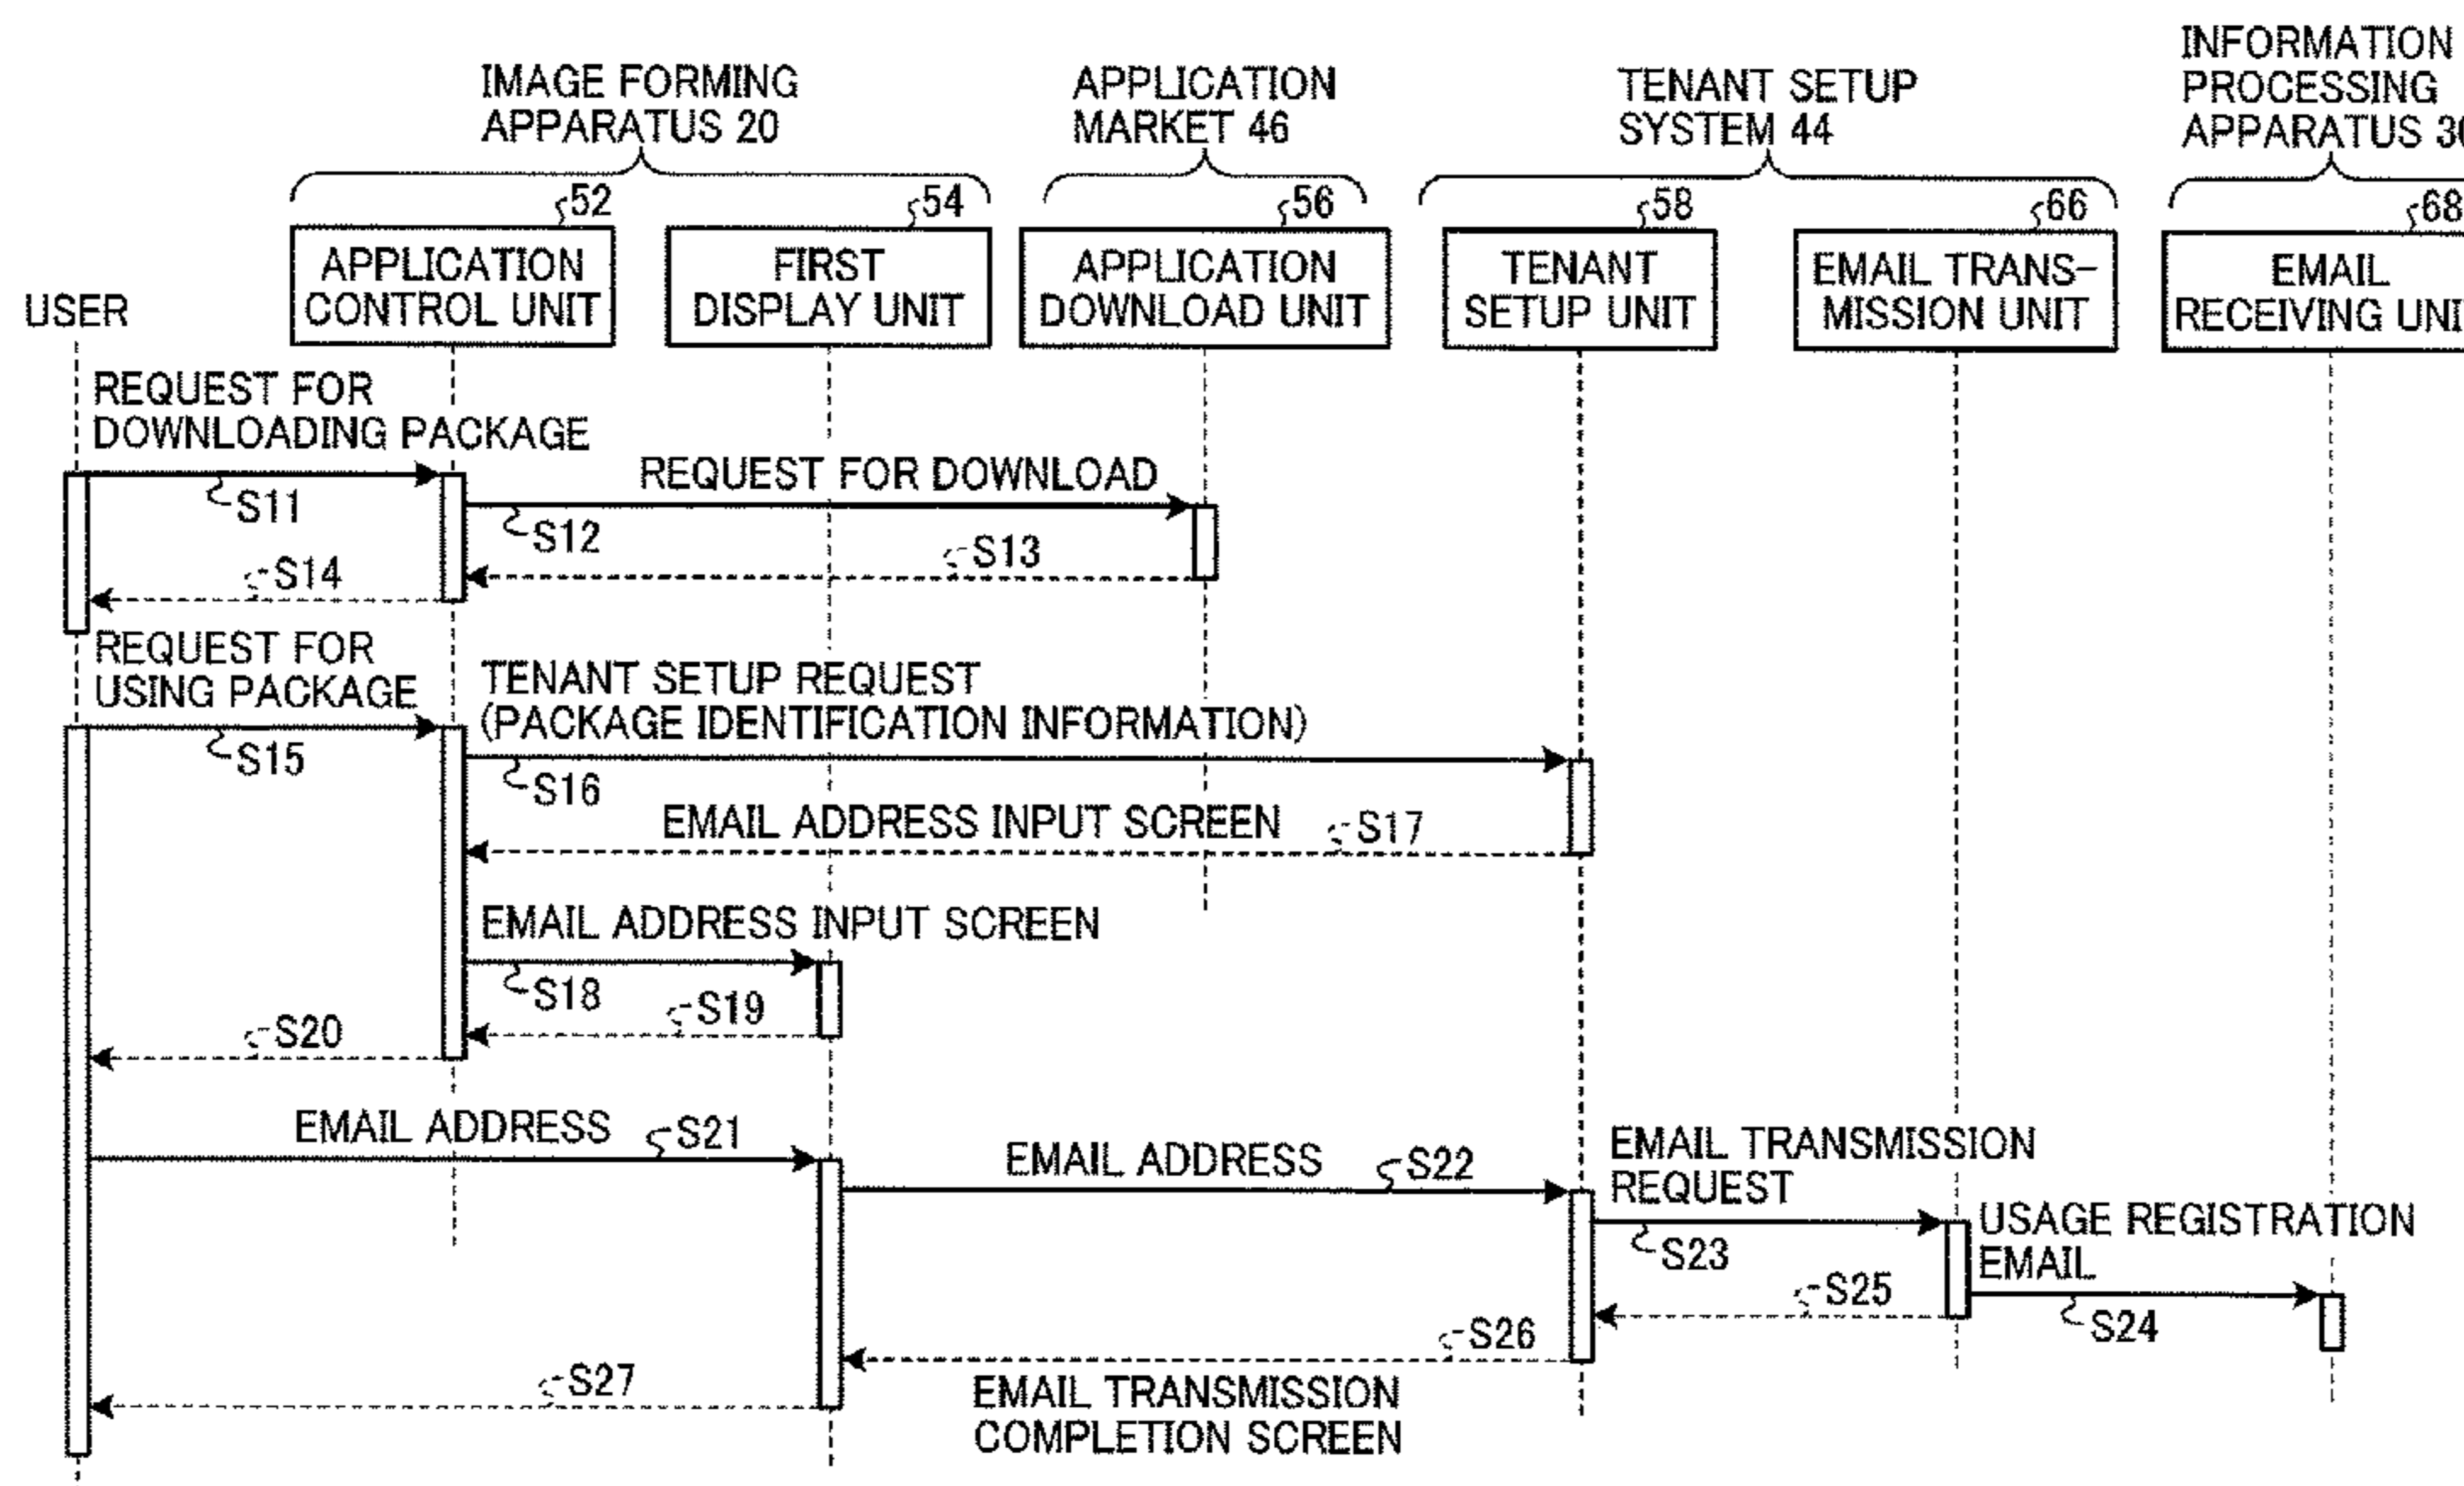 IMAGE FORMING
APPARATUS 20
APPLICATION
MARKET 46
TENANT SETUP
SYSTEM 44
INFORMATION
PROCESSING
APPARATUS
52
54
56
58
66
68
USER
APPLICATION
CONTROL UNIT
FIRST
DISPLAY UNIT
APPLICATION
DOWNLOAD UNIT
TENANT
SETUP UNIT
EMAIL TRANS-
MISSION UNIT
EMAIL
RECEIVING UNI
REQUEST FOR
DOWNLOADING PACKAGE
S11
REQUEST FOR DOWNLOAD
S12
S13
S14
REQUEST FOR
USING PACKAGE
S15
TENANT SETUP REQUEST
(PACKAGE IDENTIFICATION INFORMATION)
S16
EMAIL ADDRESS INPUT SCREEN
S17
EMAIL ADDRESS INPUT SCREEN
S18
S19
S20
EMAIL ADDRESS
S21
EMAIL ADDRESS
S22
EMAIL TRANSMISSION
REQUEST
S23
USAGE REGISTRATION
EMAIL
S24
S25
S26
EMAIL TRANSMISSION
COMPLETION SCREEN
S27